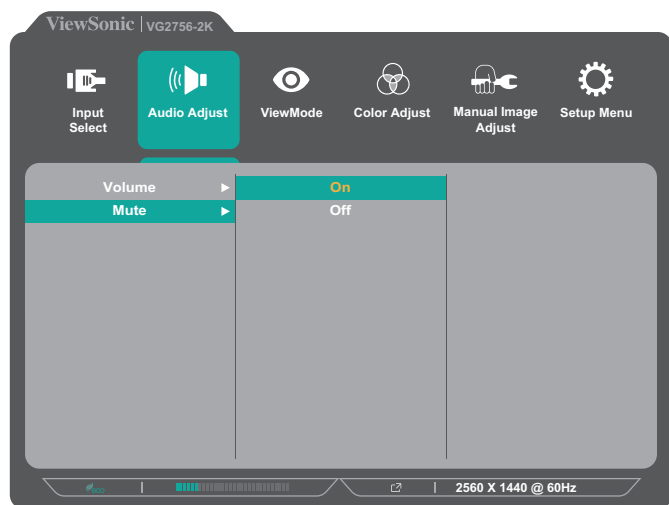 ViewSonic | VG2756-2K
Input Select
Audio Adjust
ViewMode
Color Adjust
Manual Image Adjust
Setup Menu
Volume
On
Mute
Off
eco
2560 X 1440 @ 60Hz